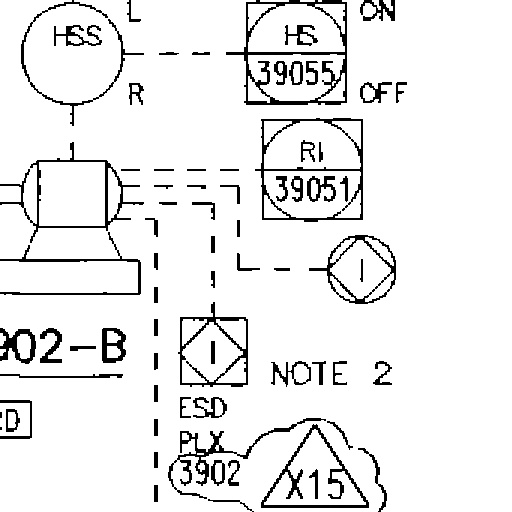 L
ON
HSS
HS
39055
R
OFF
RI
39051
I
902-B
I
NOTE 2
ESD
PLX
3902
X15